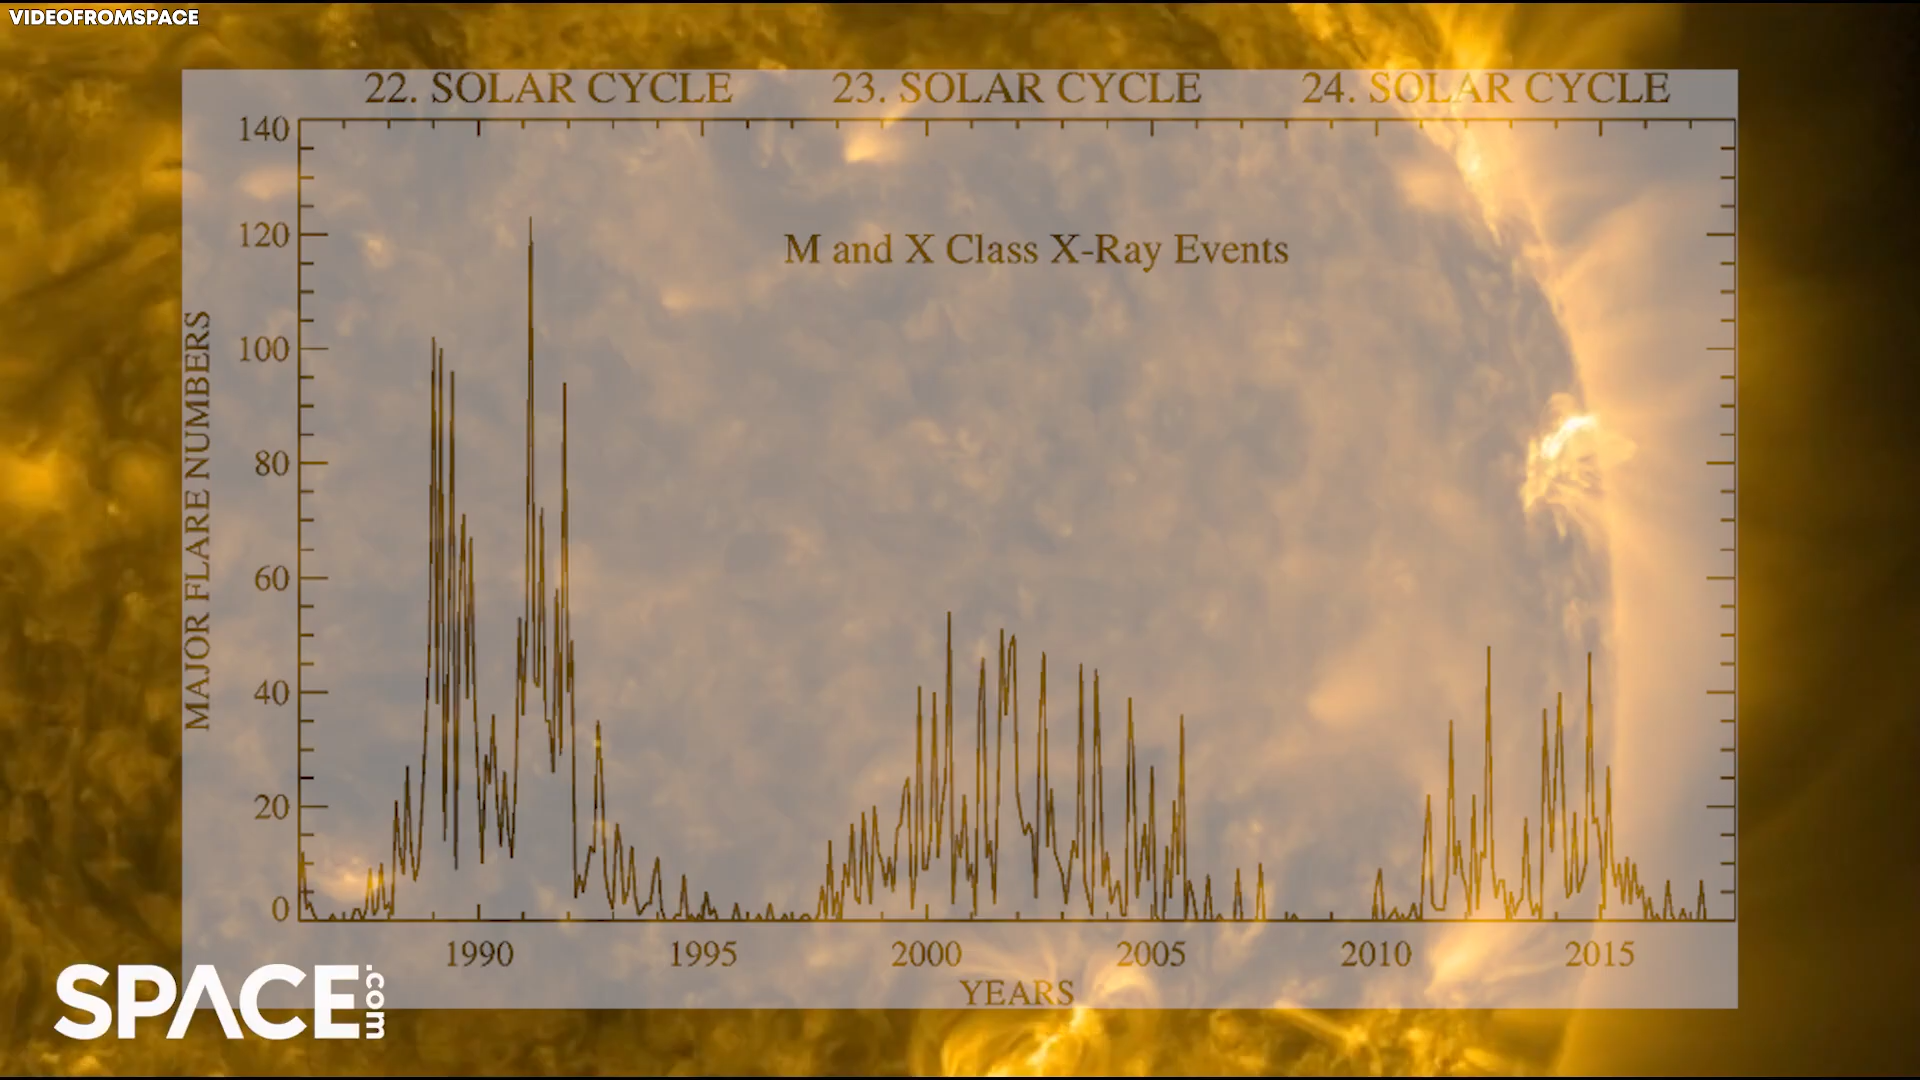 VIDEOFROMSPACE
22. SOLAR CYCLE
23. SOLAR CYCLE
24. SOLAR CYCLE
M and X Class X-Ray Events
MAJOR FLARE NUMBERS
140
120
100
80
60
40
20
0
1990
1995
2000
2005
2010
2015
YEARS
SPACE.com